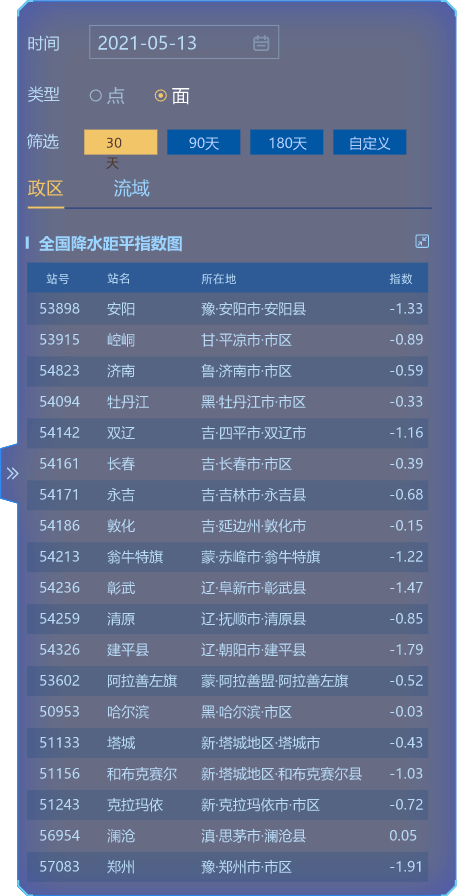 时间 2021-05-13
类型 点 面
筛选 30天 90天 180天 自定义
政区 流域
全国降水距平指数图
站号 站名 所在地 指数
53898 安阳 豫·安阳市·安阳县 -1.33
53915 崆峒 甘·平凉市·市区 -0.89
54823 济南 鲁·济南市·市区 -0.59
54094 牡丹江 黑·牡丹江市·市区 -0.33
54142 双辽 吉·四平市·双辽市 -1.16
54161 长春 吉·长春市·市区 -0.39
54171 永吉 吉·吉林市·永吉县 -0.68
54186 敦化 吉·延边州·敦化市 -0.15
54213 翁牛特旗 蒙·赤峰市·翁牛特旗 -1.22
54236 彰武 辽·阜新市·彰武县 -1.47
54259 清原 辽·抚顺市·清原县 -0.85
54326 建平县 辽·朝阳市·建平县 -1.79
53602 阿拉善左旗 蒙·阿拉善盟·阿拉善左旗 -0.52
50953 哈尔滨 黑·哈尔滨·市区 -0.03
51133 塔城 新·塔城地区·塔城市 -0.43
51156 和布克赛尔 新·塔城地区·和布克赛尔县 -1.03
51243 克拉玛依 新·克拉玛依市·市区 -0.72
56954 澜沧 滇·思茅市·澜沧县 0.05
57083 郑州 豫·郑州市·市区 -1.91